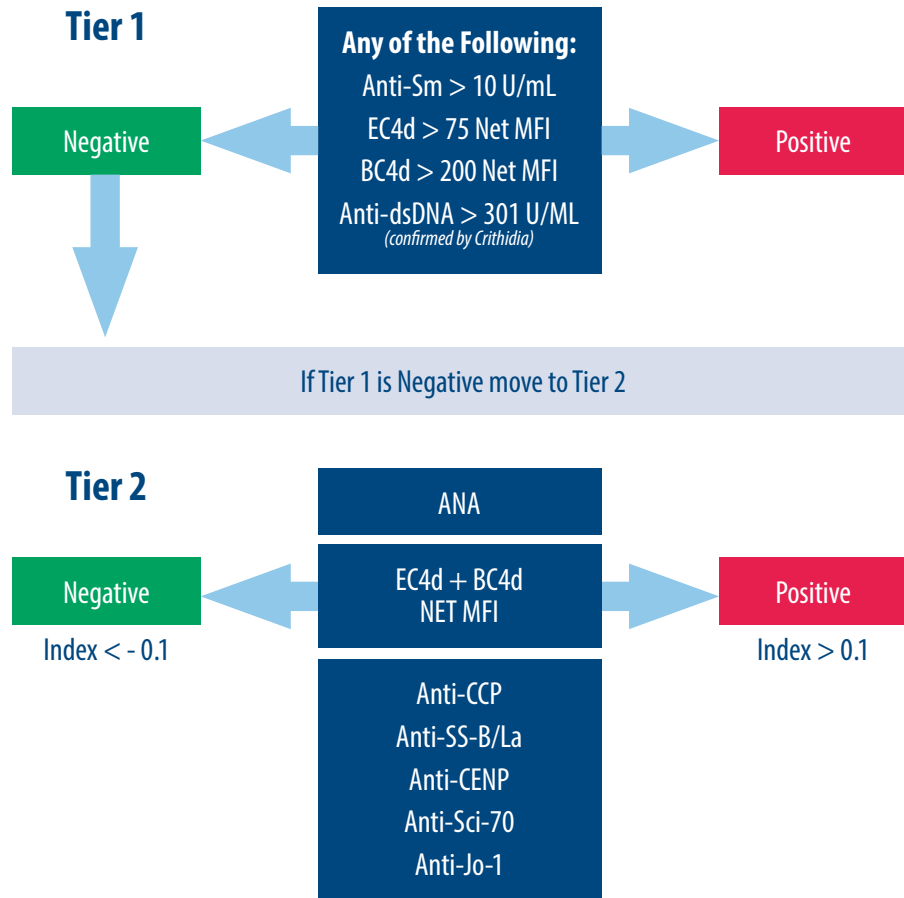 Tier 1
Any of the Following:
Anti-Sm > 10 U/mL
EC4d > 75 Net MFI
BC4d > 200 Net MFI
Anti-dsDNA > 301 U/ML
(confirmed by Crithidia)
Negative
Positive
If Tier 1 is Negative move to Tier 2
Tier 2
ANA
EC4d + BC4d
NET MFI
Negative
Index < - 0.1
Positive
Index > 0.1
Anti-CCP
Anti-SS-B/La
Anti-CENP
Anti-Sci-70
Anti-Jo-1